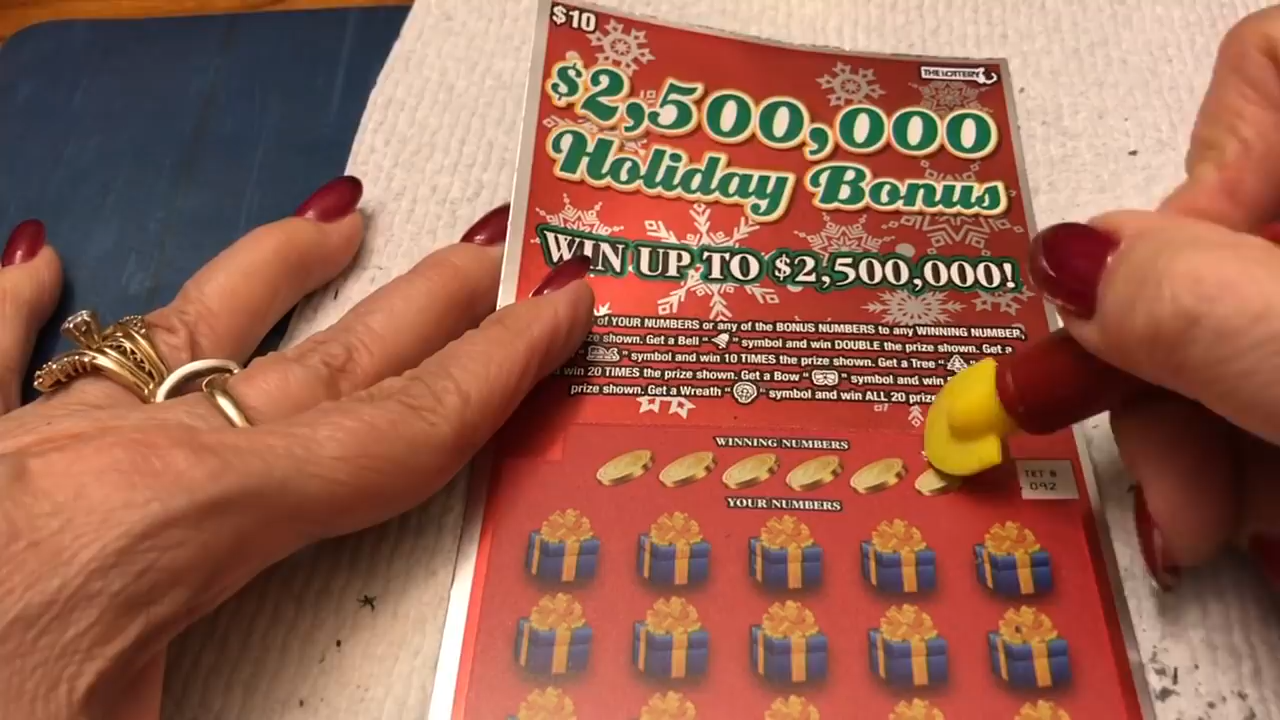 $10
THE LOTTERY
$2,500,000
Holiday Bonus
WIN UP TO $2,500,000!
of YOUR NUMBERS or any of the BONUS NUMBERS to any WINNING NUMBER,
shown. Get a Bell " " symbol and win DOUBLE the prize shown. Get a
" " symbol and win 10 TIMES the prize shown. Get a Tree " "
win 20 TIMES the prize shown. Get a Bow " " symbol and win
prize shown. Get a Wreath " " symbol and win ALL 20
WINNING NUMBERS
TKT #
092
YOUR NUMBERS